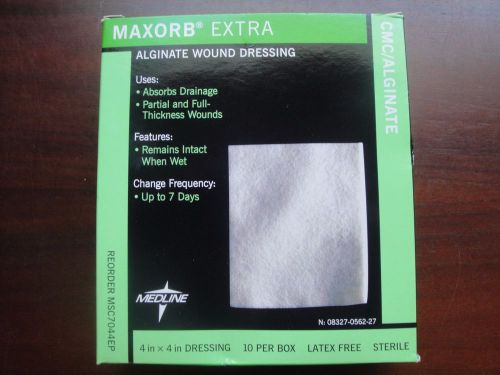 MAXORB® EXTRA
ALGINATE WOUND DRESSING
Uses:
• Absorbs Drainage
• Partial and Full-
Thickness Wounds
Features:
• Remains Intact
When Wet
Change Frequency:
• Up to 7 Days
CMC/ALGINATE
REORDER MSC7044EP
MEDLINE
N: 08327-0562-27
4 in x 4 in DRESSING 10 PER BOX LATEX FREE STERILE